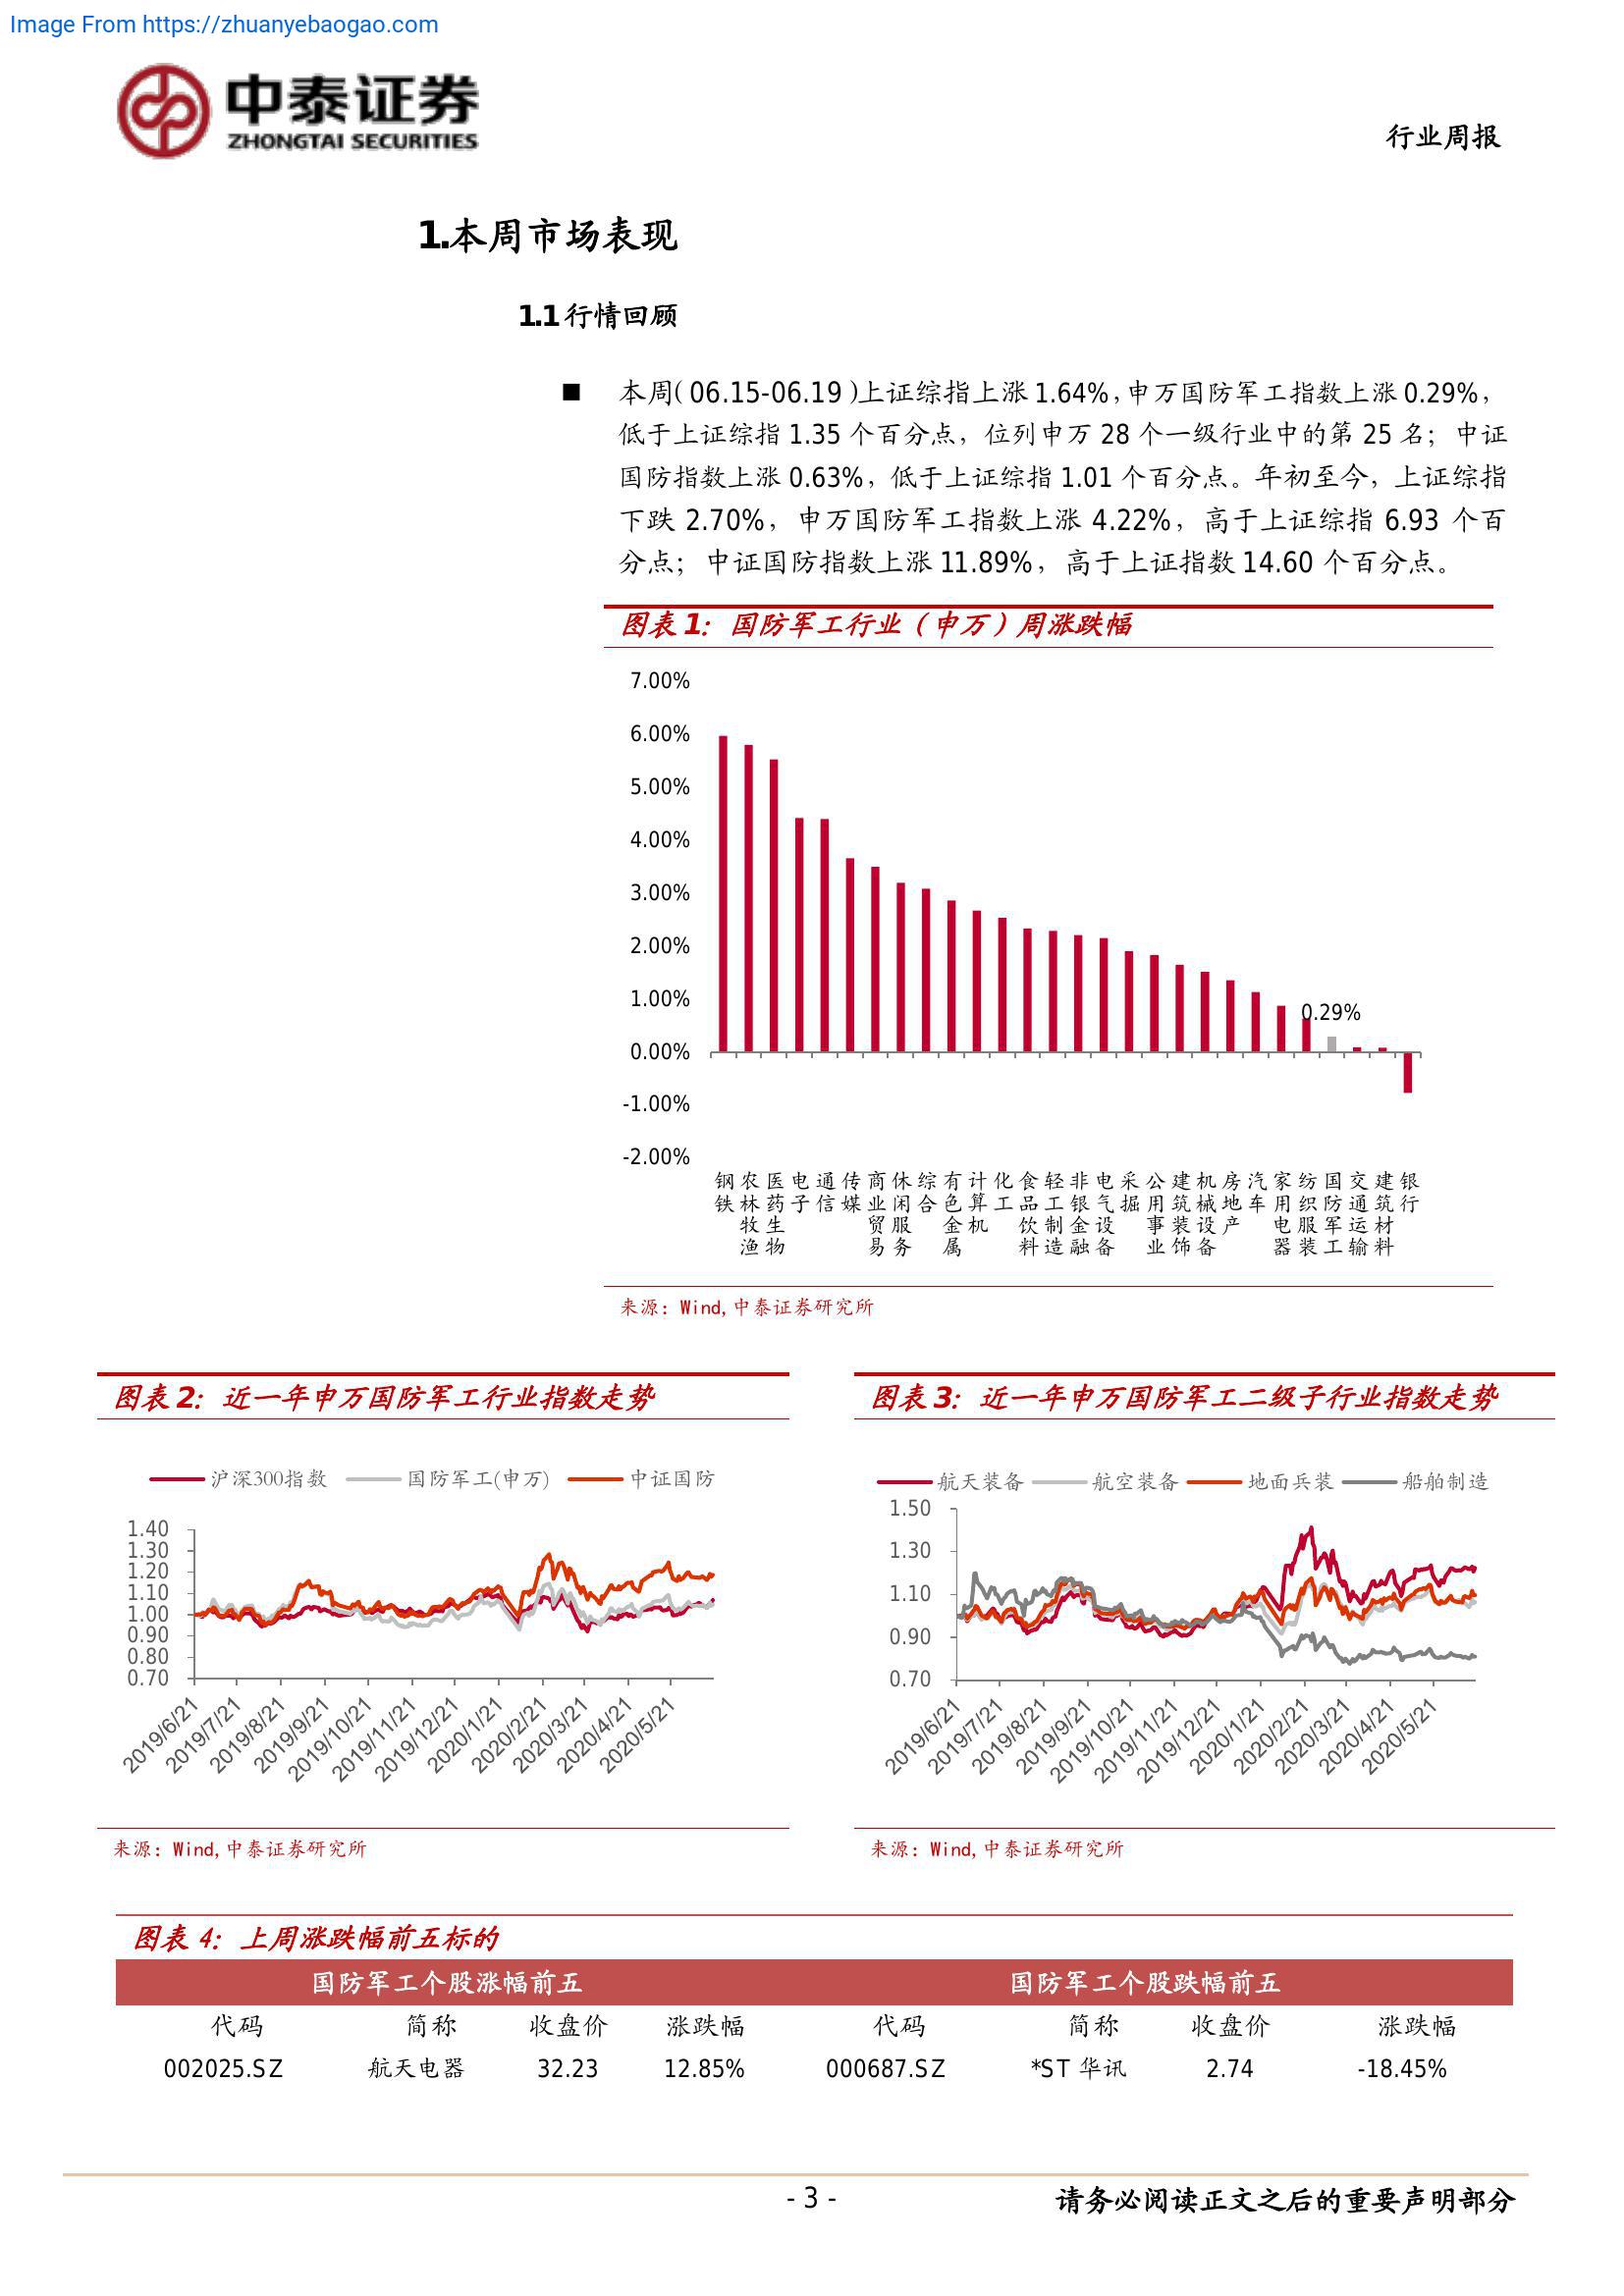 Image From https://zhuanyebaogao.com
中泰证券
ZHONGTAI SECURITIES
行业周报
1.本周市场表现
1.1 行情回顾
■ 本周( 06.15-06.19 )上证综指上涨 1.64%，申万国防军工指数上涨 0.29%，
低于上证综指 1.35 个百分点，位列申万 28 个一级行业中的第 25 名；中证
国防指数上涨 0.63%，低于上证综指 1.01 个百分点。年初至今，上证综指
下跌 2.70%，申万国防军工指数上涨 4.22%，高于上证综指 6.93 个百
分点；中证国防指数上涨 11.89%，高于上证指数 14.60 个百分点。
图表 1：国防军工行业（申万）周涨跌幅
7.00%
6.00%
5.00%
4.00%
3.00%
2.00%
1.00%
0.00%
-1.00%
-2.00%
0.29%
钢铁
农林牧渔
医药生物
电子
通信
传媒
商业贸易
休闲服务
综合
有色金属
计算机
化工
食品饮料
轻工制造
非银金融
电气设备
采掘
公用事业
建筑装饰
机械设备
房地产
汽车
家用电器
纺织服装
国防军工
交通运输
建筑材料
银行
来源：Wind,中泰证券研究所
图表 2：近一年申万国防军工行业指数走势
沪深300指数 国防军工(申万) 中证国防
1.40
1.30
1.20
1.10
1.00
0.90
0.80
0.70
2019/6/21
2019/7/21
2019/8/21
2019/9/21
2019/10/21
2019/11/21
2019/12/21
2020/1/21
2020/2/21
2020/3/21
2020/4/21
2020/5/21
来源：Wind,中泰证券研究所
图表 3：近一年申万国防军工二级子行业指数走势
航天装备 航空装备 地面兵装 船舶制造
1.50
1.30
1.10
0.90
0.70
2019/6/21
2019/7/21
2019/8/21
2019/9/21
2019/10/21
2019/11/21
2019/12/21
2020/1/21
2020/2/21
2020/3/21
2020/4/21
2020/5/21
来源：Wind,中泰证券研究所
图表 4：上周涨跌幅前五标的
国防军工个股涨幅前五 国防军工个股跌幅前五
代码 简称 收盘价 涨跌幅 代码 简称 收盘价 涨跌幅
002025.SZ 航天电器 32.23 12.85% 000687.SZ *ST 华讯 2.74 -18.45%
- 3 -
请务必阅读正文之后的重要声明部分